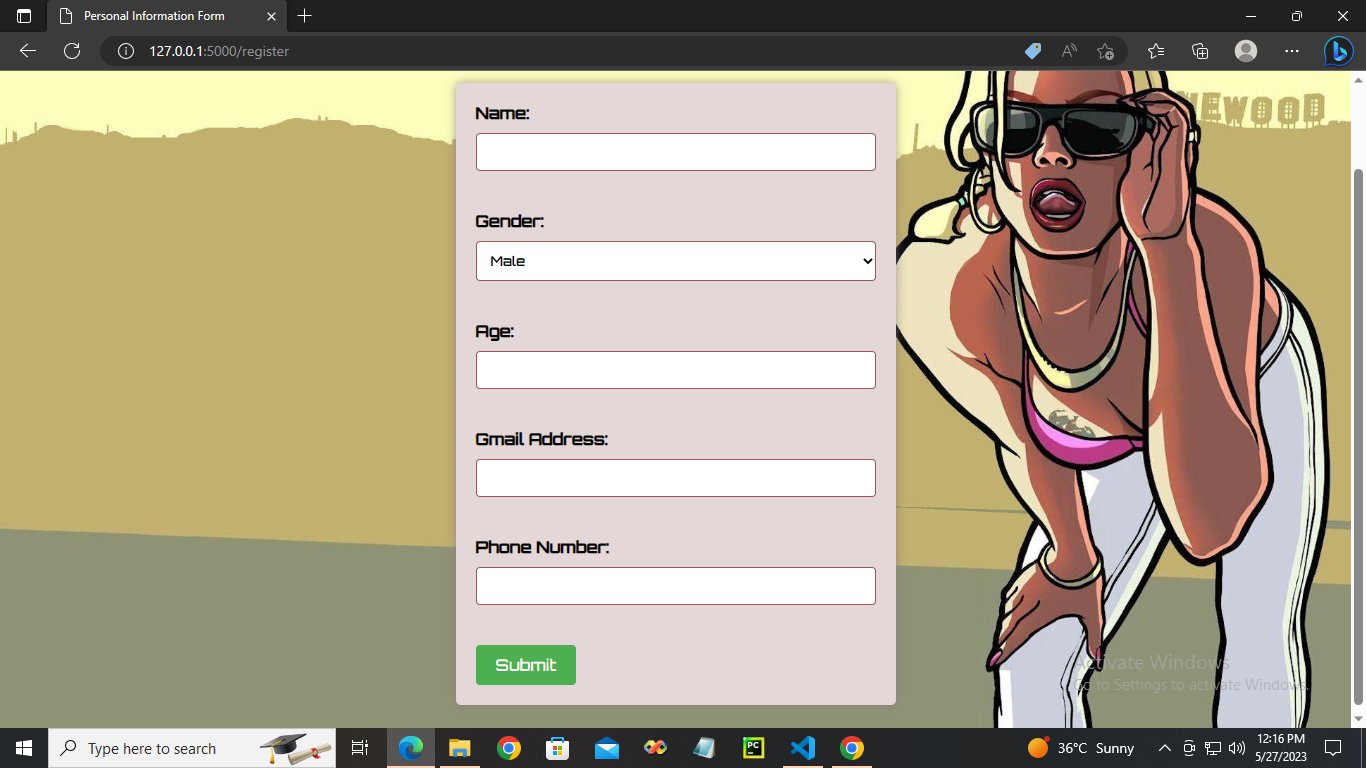 Personal Information Form
127.0.0.1:5000/register
Name:
Gender:
Male
Age:
Gmail Address:
Phone Number:
Submit
EWOOD
Activate Windows
Go to Settings to activate Windows.
Type here to search
PC
36°C Sunny
12:16 PM
5/27/2023